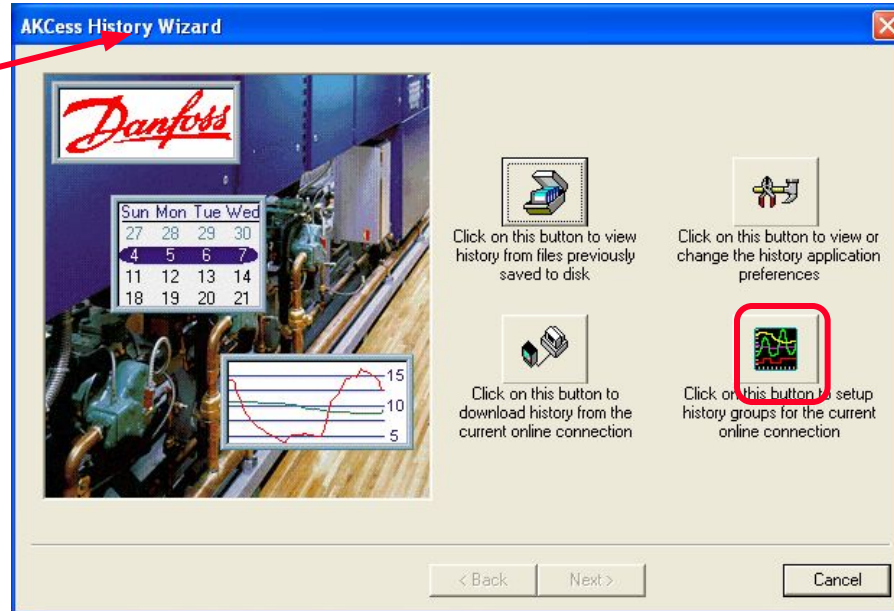 AKCess History Wizard
Danfoss
Sun Mon Tue Wed
27 28 29 30
4 5 6 7
11 12 13 14
18 19 20 21
15
10
5
Click on this button to view
history from files previously
saved to disk
Click on this button to view or
change the history application
preferences
Click on this button to
download history from the
current online connection
Click on this button to setup
history groups for the current
online connection
< Back
Next >
Cancel